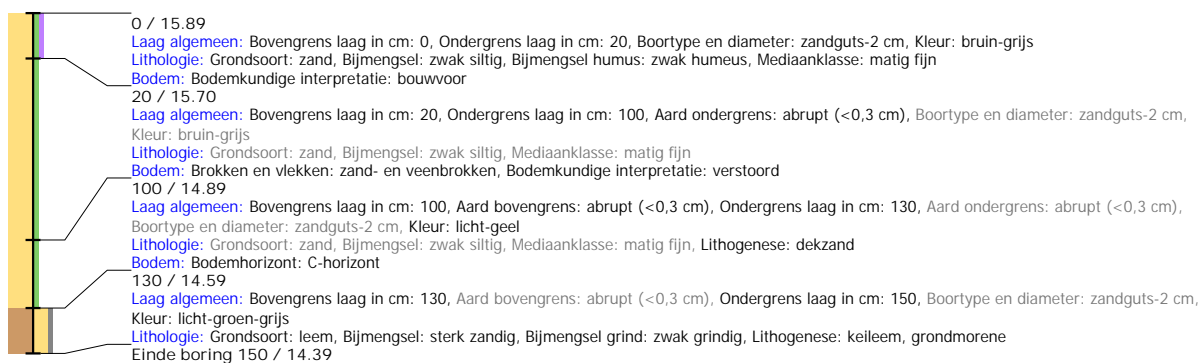 0 / 15.89
Laag algemeen: Bovengrens laag in cm: 0, Ondergrens laag in cm: 20, Boortype en diameter: zandguts-2 cm, Kleur: bruin-grijs
Lithologie: Grondsoort: zand, Bijmengsel: zwak siltig, Bijmengsel humus: zwak humeus, Mediaanklasse: matig fijn
Bodem: Bodemkundige interpretatie: bouwvoor
20 / 15.70
Laag algemeen: Bovengrens laag in cm: 20, Ondergrens laag in cm: 100, Aard ondergrens: abrupt (<0,3 cm), Boortype en diameter: zandguts-2 cm,
Kleur: bruin-grijs
Lithologie: Grondsoort: zand, Bijmengsel: zwak siltig, Mediaanklasse: matig fijn
Bodem: Brokken en vlekken: zand- en veenbrokken, Bodemkundige interpretatie: verstoord
100 / 14.89
Laag algemeen: Bovengrens laag in cm: 100, Aard bovengrens: abrupt (<0,3 cm), Ondergrens laag in cm: 130, Aard ondergrens: abrupt (<0,3 cm),
Boortype en diameter: zandguts-2 cm, Kleur: licht-geel
Lithologie: Grondsoort: zand, Bijmengsel: zwak siltig, Mediaanklasse: matig fijn, Lithogenese: dekzand
Bodem: Bodemhorizont: C-horizont
130 / 14.59
Laag algemeen: Bovengrens laag in cm: 130, Aard bovengrens: abrupt (<0,3 cm), Ondergrens laag in cm: 150, Boortype en diameter: zandguts-2 cm,
Kleur: licht-groen-grijs
Lithologie: Grondsoort: leem, Bijmengsel: sterk zandig, Bijmengsel grind: zwak grindig, Lithogenese: keileem, grondmorene
Einde boring 150 / 14.39